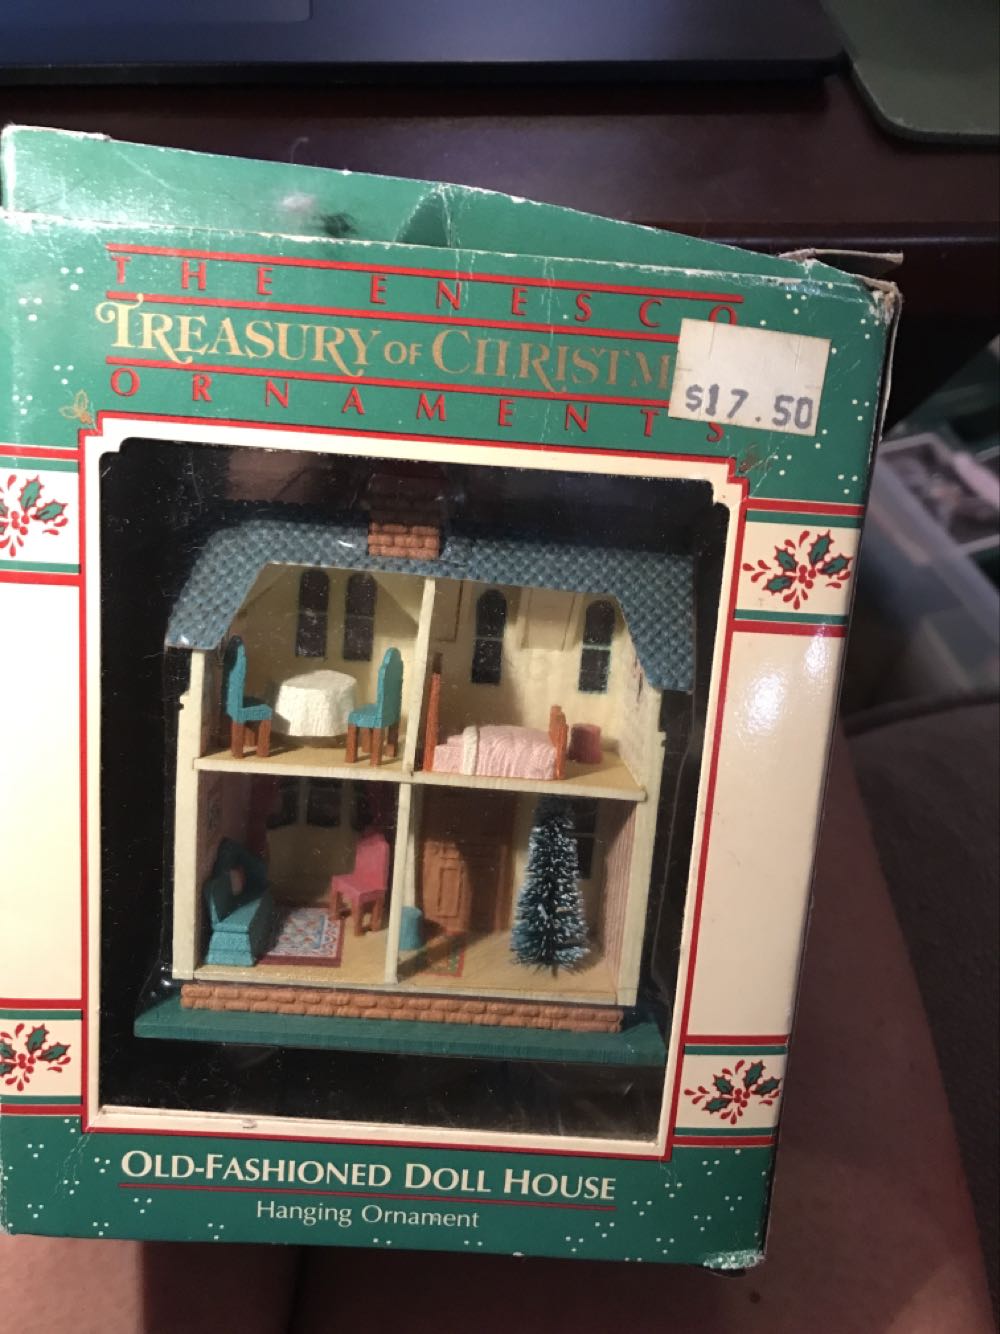 THE ENESCO
TREASURY OF CHRISTM
ORNAMENTS
$17.50
OLD-FASHIONED DOLL HOUSE
Hanging Ornament